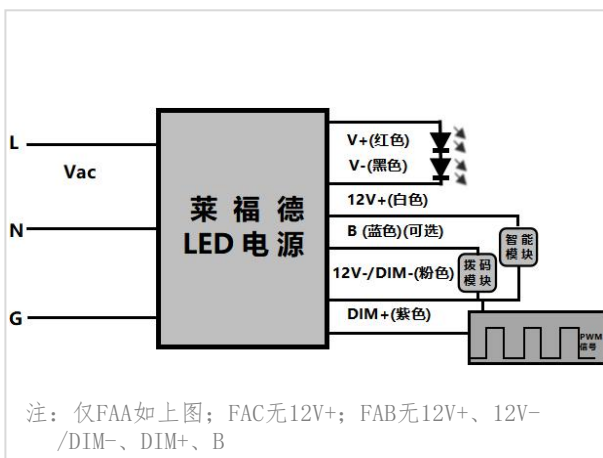 L
Vac
N
G
莱福德
LED电源
V+(红色)
V-(黑色)
12V+(白色)
B (蓝色)(可选)
12V-/DIM-(粉色)
DIM+(紫色)
智能
模块
拨码
模块
PWM
信号
注：仅FAA如上图；FAC无12V+；FAB无12V+、12V-
/DIM-、DIM+、B